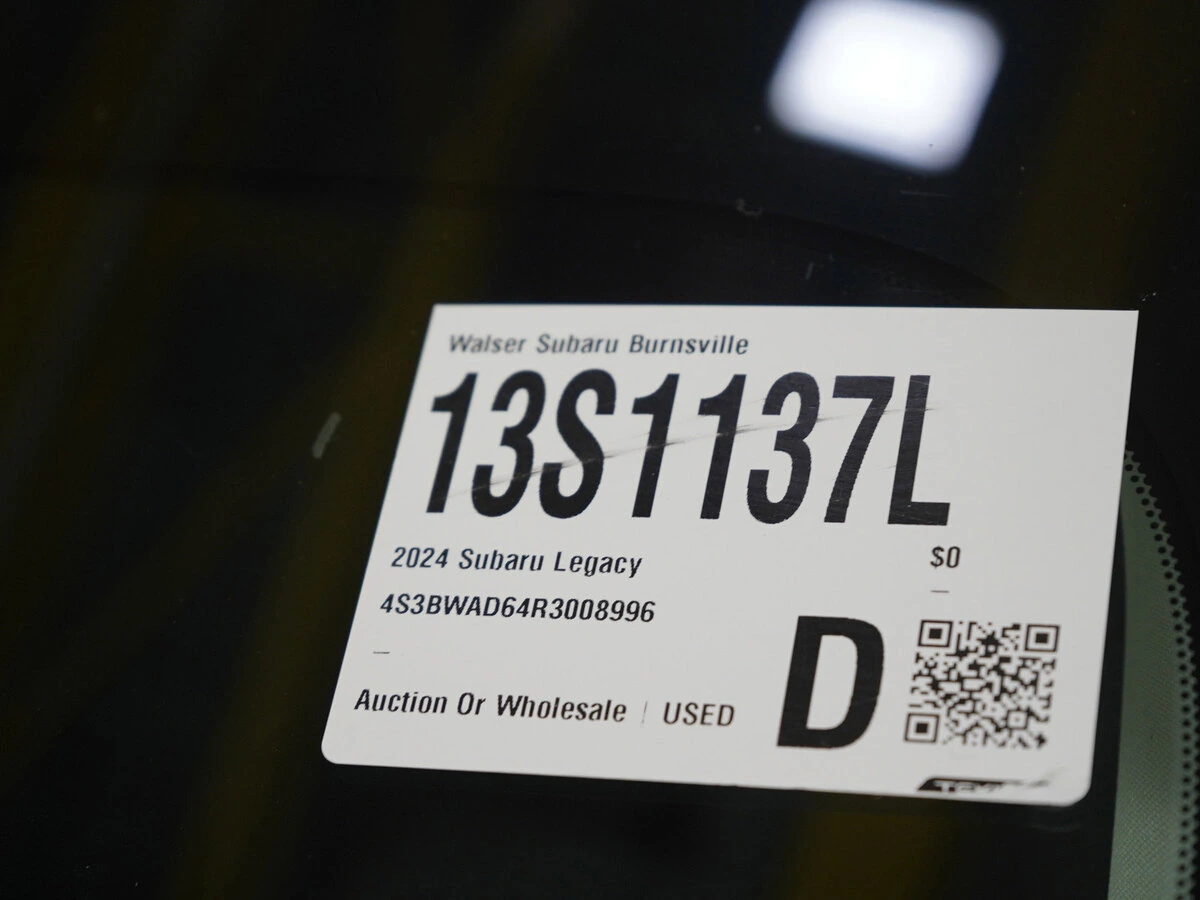 Walser Subaru Burnsville
13S1137L
2024 Subaru Legacy
$0
4S3BWAD64R3008996
—
—
Auction Or Wholesale | USED
D